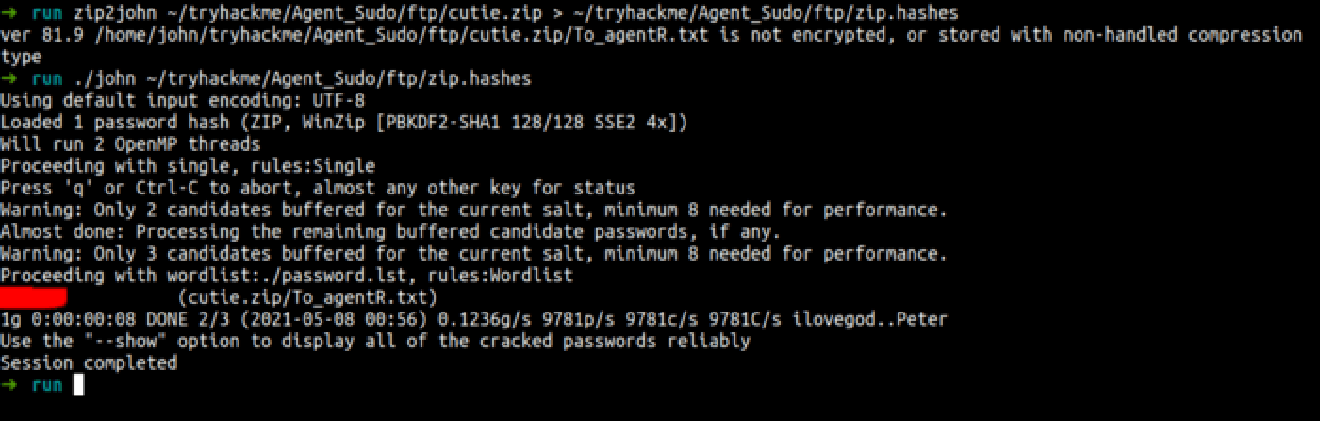 → run zip2john ~/tryhackme/Agent_Sudo/ftp/cutie.zip > ~/tryhackme/Agent_Sudo/ftp/zip.hashes
ver 81.9 /home/john/tryhackme/Agent_Sudo/ftp/cutie.zip/To_agentR.txt is not encrypted, or stored with non-handled compression
type
→ run ./john ~/tryhackme/Agent_Sudo/ftp/zip.hashes
Using default input encoding: UTF-8
Loaded 1 password hash (ZIP, WinZip [PBKDF2-SHA1 128/128 SSE2 4x])
Will run 2 OpenMP threads
Proceeding with single, rules:Single
Press 'q' or Ctrl-C to abort, almost any other key for status
Warning: Only 2 candidates buffered for the current salt, minimum 8 needed for performance.
Almost done: Processing the remaining buffered candidate passwords, if any.
Warning: Only 3 candidates buffered for the current salt, minimum 8 needed for performance.
Proceeding with wordlist:./password.lst, rules:Wordlist
(cutie.zip/To_agentR.txt)
1g 0:00:00:08 DONE 2/3 (2021-05-08 00:56) 0.1236g/s 9781p/s 9781c/s 9781C/s ilovegod..Peter
Use the "--show" option to display all of the cracked passwords reliably
Session completed
→ run